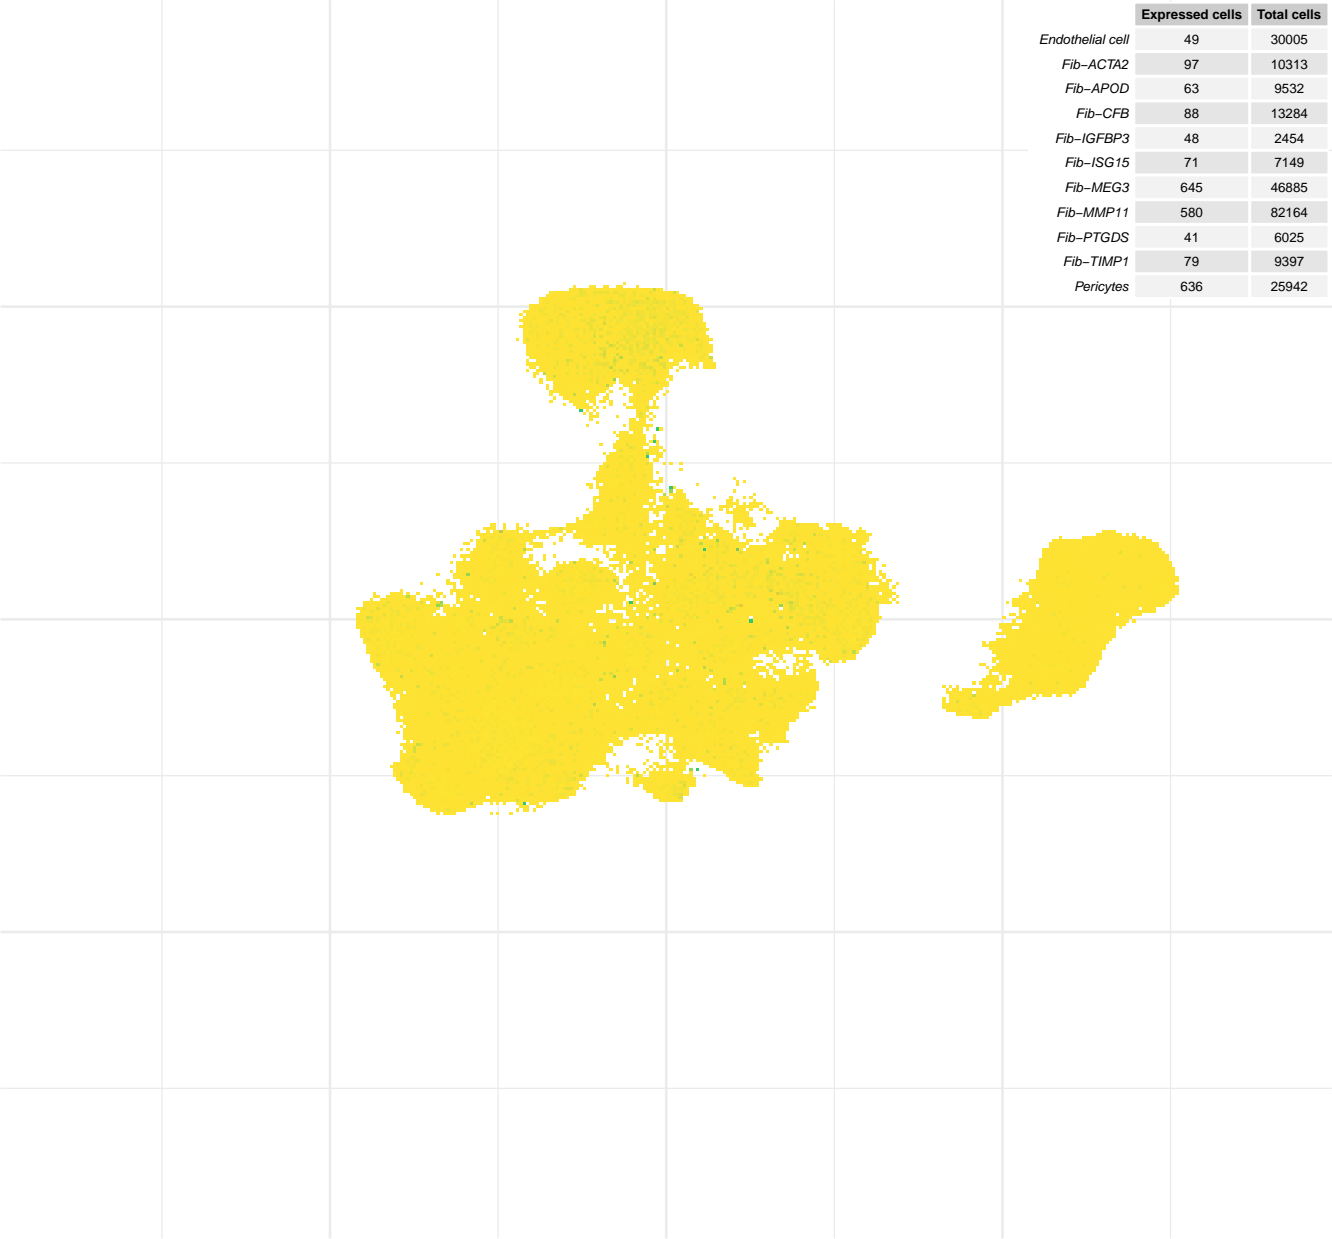 Expressed cells Total cells
Endothelial cell 49 30005
Fib−ACTA2 97 10313
Fib−APOD 63 9532
Fib−CFB 88 13284
Fib−IGFBP3 48 2454
Fib−ISG15 71 7149
Fib−MEG3 645 46885
Fib−MMP11 580 82164
Fib−PTGDS 41 6025
Fib−TIMP1 79 9397
Pericytes 636 25942